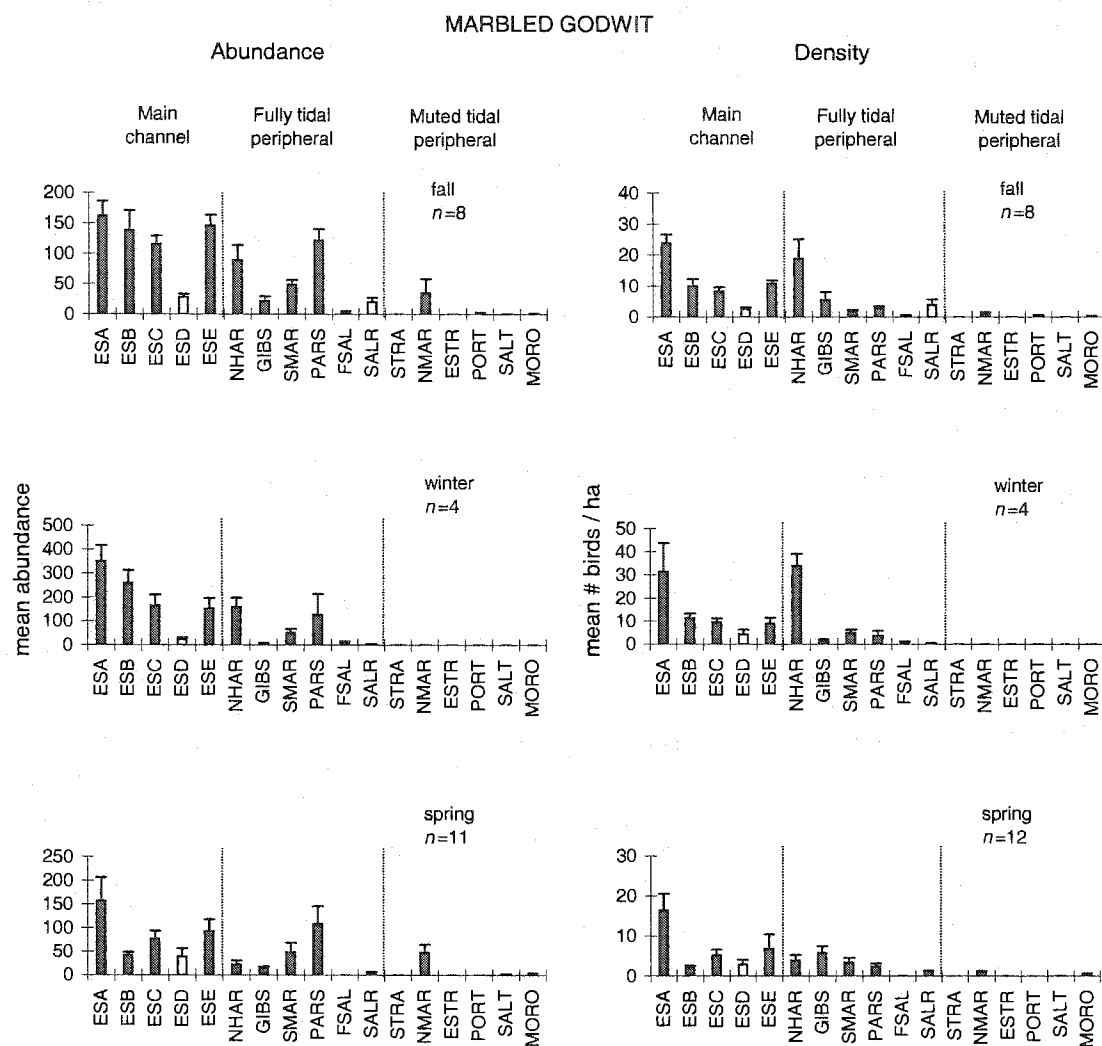 MARBLED GODWIT
Abundance
Density
Main channel
Fully tidal peripheral
Muted tidal peripheral
Main channel
Fully tidal peripheral
Muted tidal peripheral
fall
n=8
200
150
100
50
0
ESA ESB ESC ESD ESE NHAR GIBS SMAR PARS FSAL SALR STRA NMAR ESTR PORT SALT MORO
fall
n=8
40
30
20
10
0
ESA ESB ESC ESD ESE NHAR GIBS SMAR PARS FSAL SALR STRA NMAR ESTR PORT SALT MORO
mean abundance
winter
n=4
500
400
300
200
100
0
ESA ESB ESC ESD ESE NHAR GIBS SMAR PARS FSAL SALR STRA NMAR ESTR PORT SALT MORO
mean # birds / ha
winter
n=4
50
40
30
20
10
0
ESA ESB ESC ESD ESE NHAR GIBS SMAR PARS FSAL SALR STRA NMAR ESTR PORT SALT MORO
spring
n=11
250
200
150
100
50
0
ESA ESB ESC ESD ESE NHAR GIBS SMAR PARS FSAL SALR STRA NMAR ESTR PORT SALT MORO
spring
n=12
30
20
10
0
ESA ESB ESC ESD ESE NHAR GIBS SMAR PARS FSAL SALR STRA NMAR ESTR PORT SALT MORO